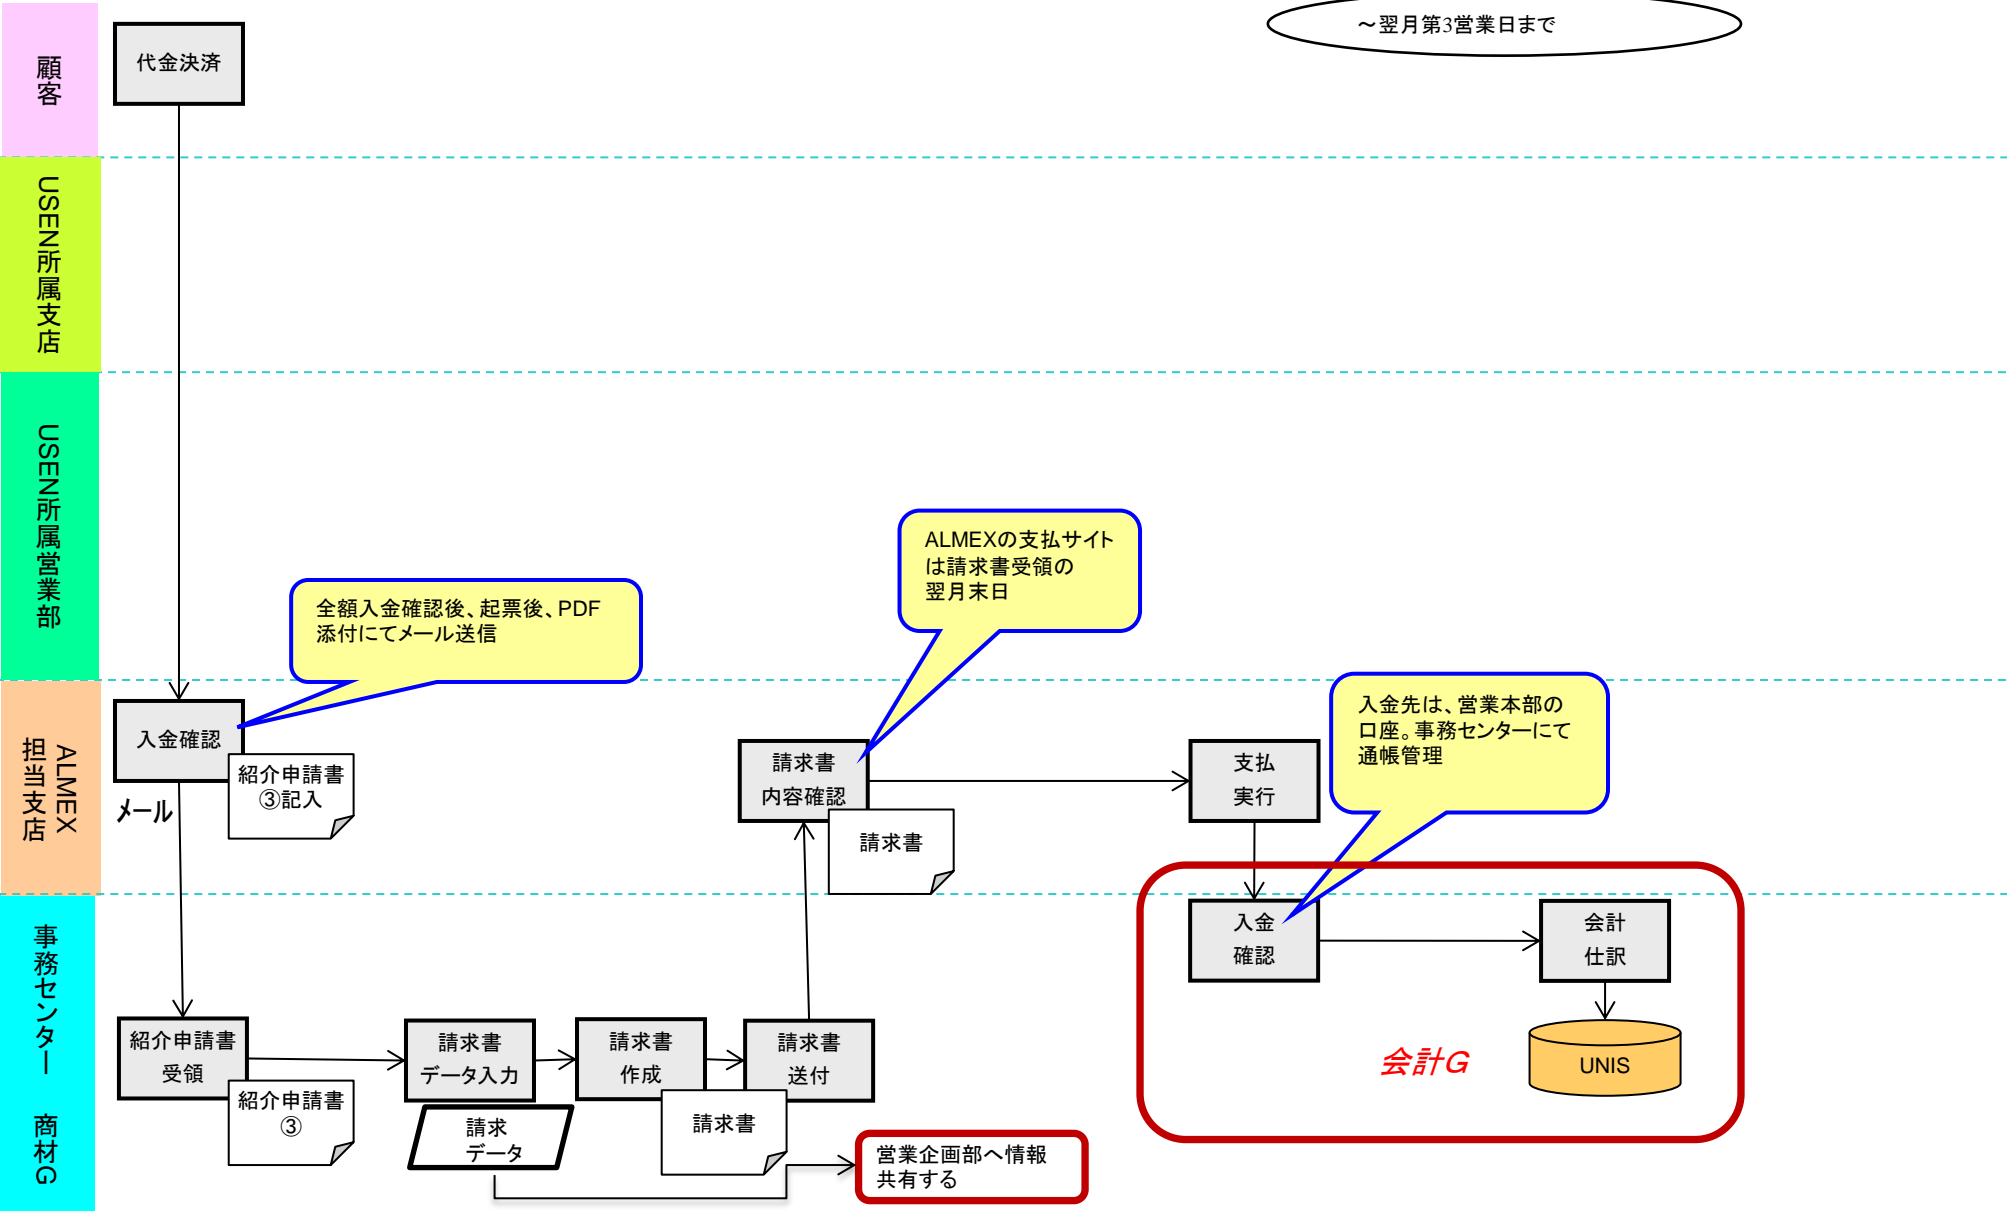 ～翌月第3営業日まで
顧客
代金決済
USEN所属支店
USEN所属営業部
ALMEXの支払サイト
は請求書受領の
翌月末日
全額入金確認後、起票後、PDF
添付にてメール送信
ALMEX
担当支店
入金確認
紹介申請書
③記入
メール
請求書
内容確認
請求書
支払
実行
入金先は、営業本部の
口座。事務センターにて
通帳管理
事務センター　商材G
紹介申請書
受領
紹介申請書
③
請求書
データ入力
請求
データ
請求書
作成
請求書
請求書
送付
営業企画部へ情報
共有する
入金
確認
会計
仕訳
会計G
UNIS